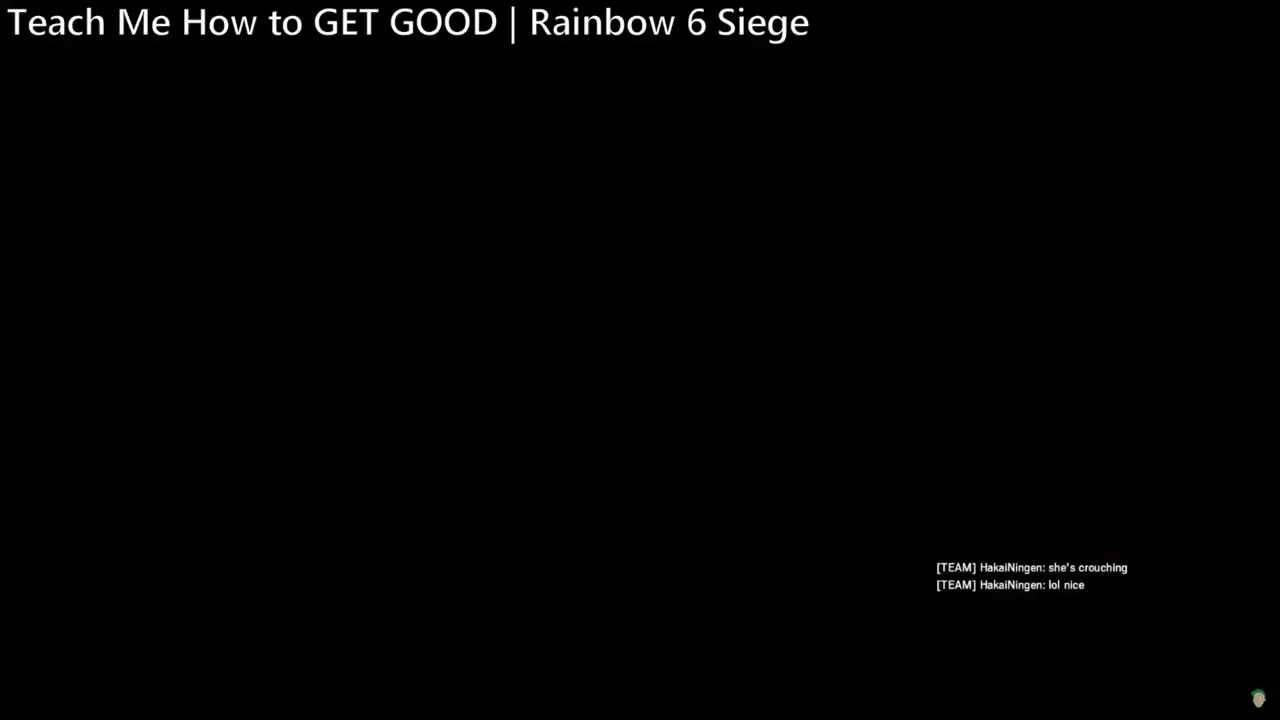 Teach Me How to GET GOOD | Rainbow 6 Siege
[TEAM] HakaiNingen: she's crouching
[TEAM] HakaiNingen: lol nice